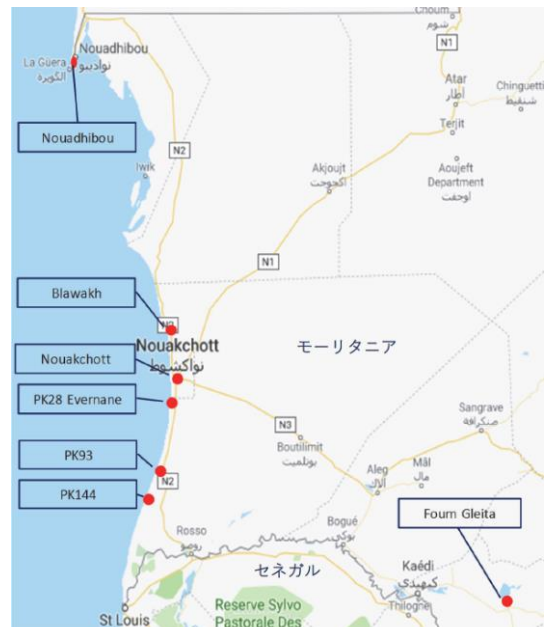 Choum
شوم
N1
Nouadhibou
نواذيبو
La Güera
الكويرة
Nouadhibou
Atar
أطار
Chinguetti
شنقيط
Terjit
N2
Iwik
Akjoujt
أكجوجت
Aoujeft
Department
اوجفت
N1
Blawakh
Nouakchott
نواكشوط
モーリタニア
Nouakchott
PK28 Evernane
N3
Boutilimit
بوتلميت
Sangrave
صنكرافة
PK93
N2
Aleg
ألاك
Mâl
مال
PK144
Foum Gleita
Rosso
روصو
Bogué
بوكى
セネガル
Kaédi
كيهيدي
Thilogne
St Louis
Reserve Sylvo
Pastorale Des